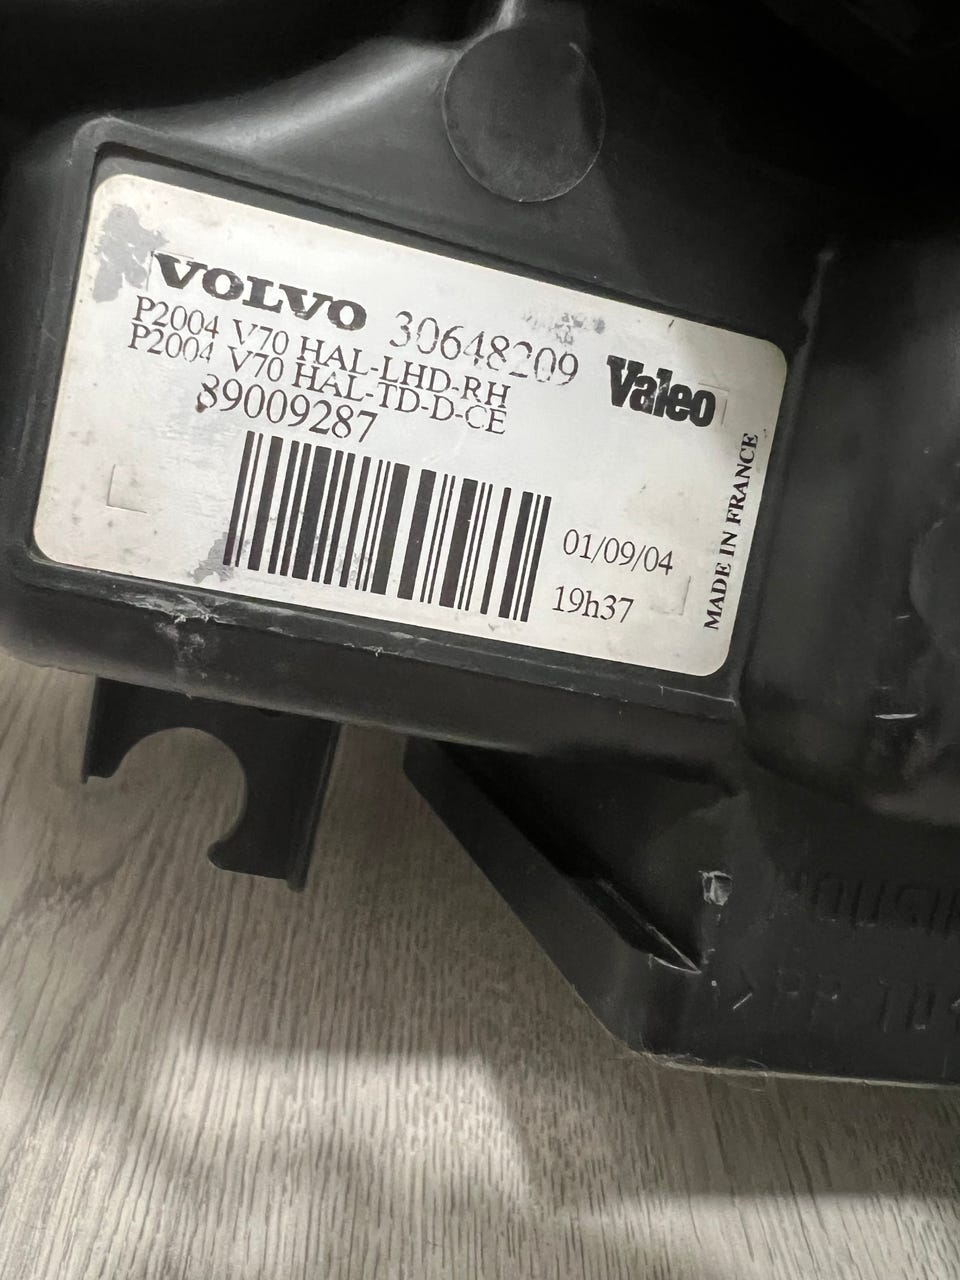 VOLVO 30648209
P2004 V70 HAL-LHD-RH
P2004 V70 HAL-TD-D-CE
89009287
Valeo
01/09/04
19h37
MADE IN FRANCE